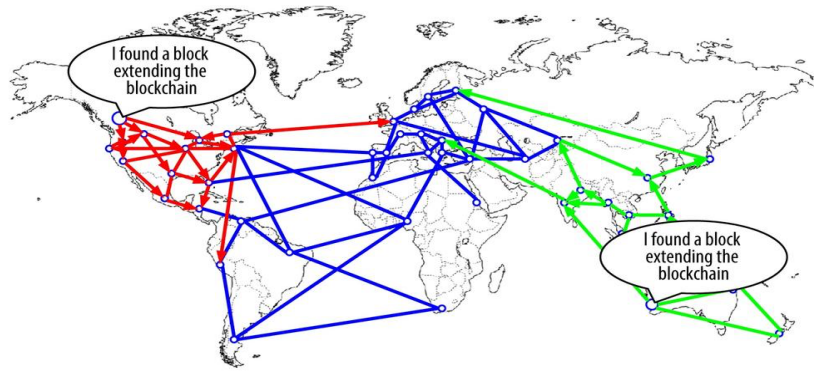 I found a block
extending the
blockchain
I found a block
extending the
blockchain